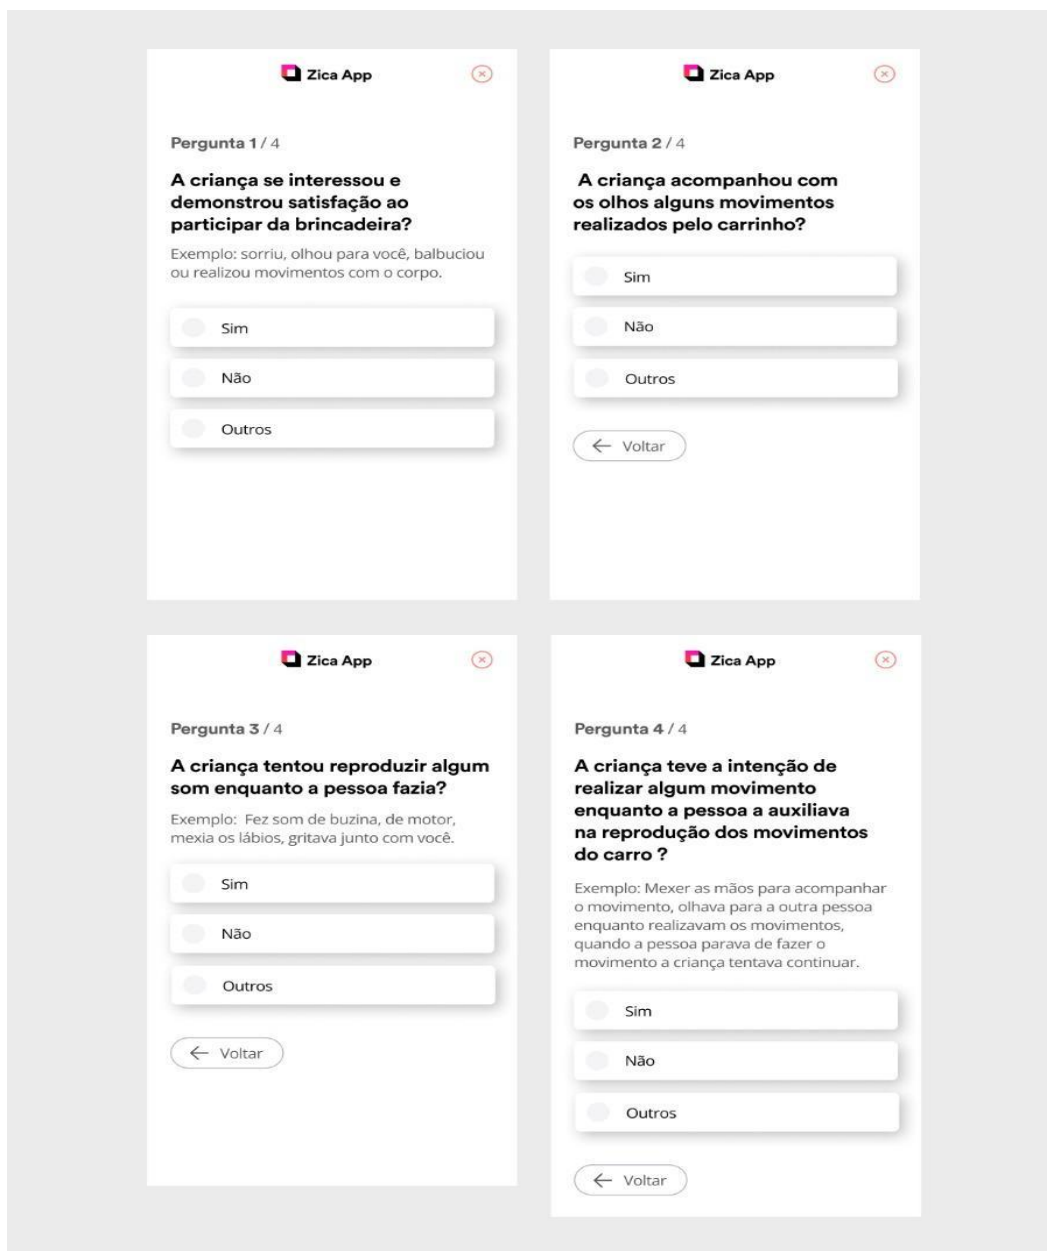 Zica App
Pergunta 1 / 4
A criança se interessou e
demonstrou satisfação ao
participar da brincadeira?
Exemplo: sorriu, olhou para você, balbuciou
ou realizou movimentos com o corpo.
Sim
Não
Outros
Zica App
Pergunta 2 / 4
A criança acompanhou com
os olhos alguns movimentos
realizados pelo carrinho?
Sim
Não
Outros
Voltar
Zica App
Pergunta 3 / 4
A criança tentou reproduzir algum
som enquanto a pessoa fazia?
Exemplo: Fez som de buzina, de motor,
mexia os lábios, gritava junto com você.
Sim
Não
Outros
Voltar
Zica App
Pergunta 4 / 4
A criança teve a intenção de
realizar algum movimento
enquanto a pessoa a auxiliava
na reprodução dos movimentos
do carro ?
Exemplo: Mexer as mãos para acompanhar
o movimento, olhava para a outra pessoa
enquanto realizavam os movimentos,
quando a pessoa parava de fazer o
movimento a criança tentava continuar.
Sim
Não
Outros
Voltar